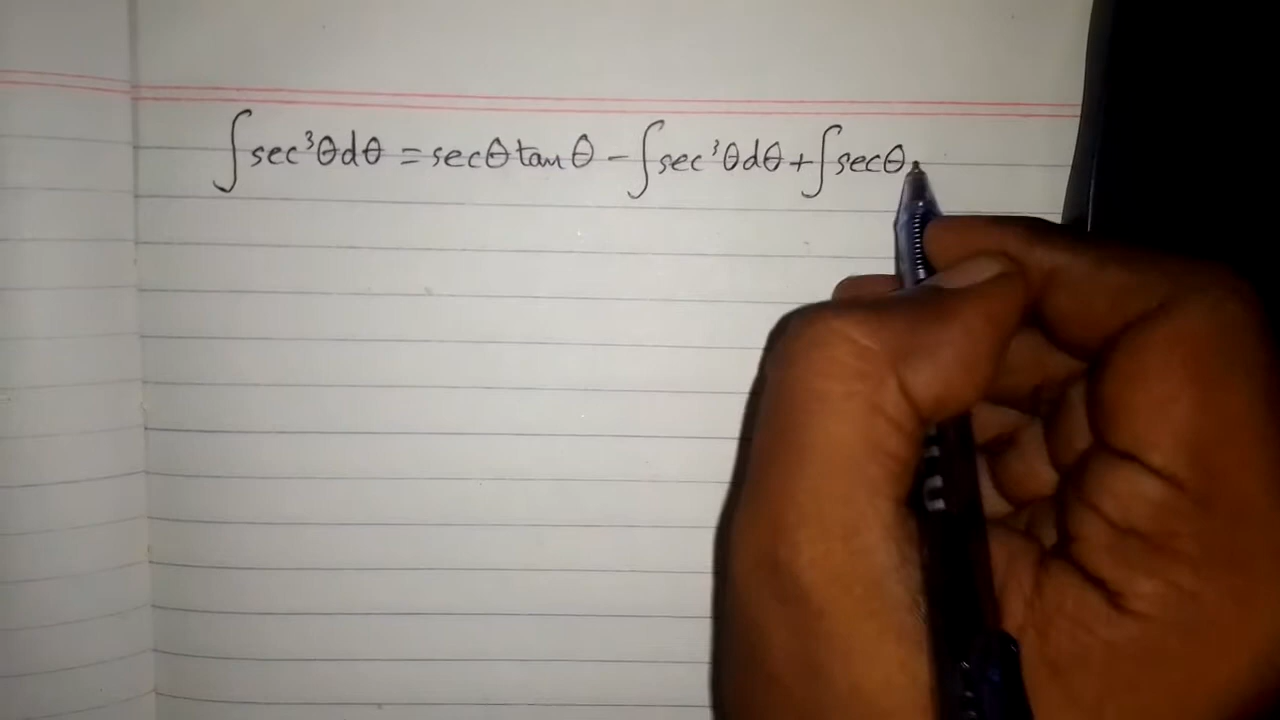 ∫sec³θdθ = secθ tanθ − ∫sec³θdθ + ∫secθ